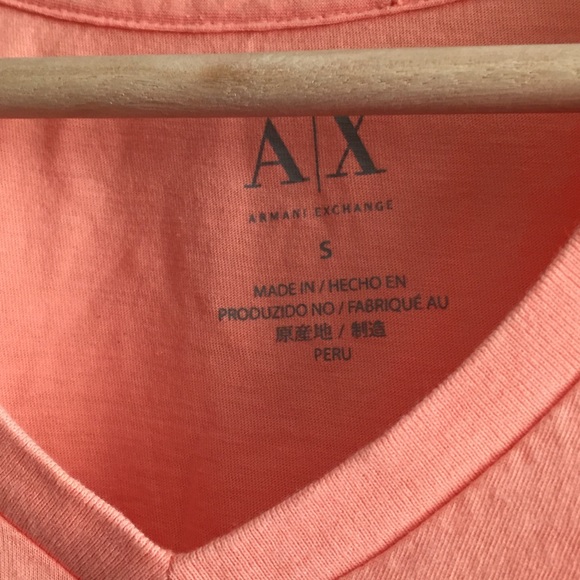 A|X
ARMANI EXCHANGE
S
MADE IN / HECHO EN
PRODUZIDO NO / FABRIQUÉ AU
原産地 / 制造
PERU